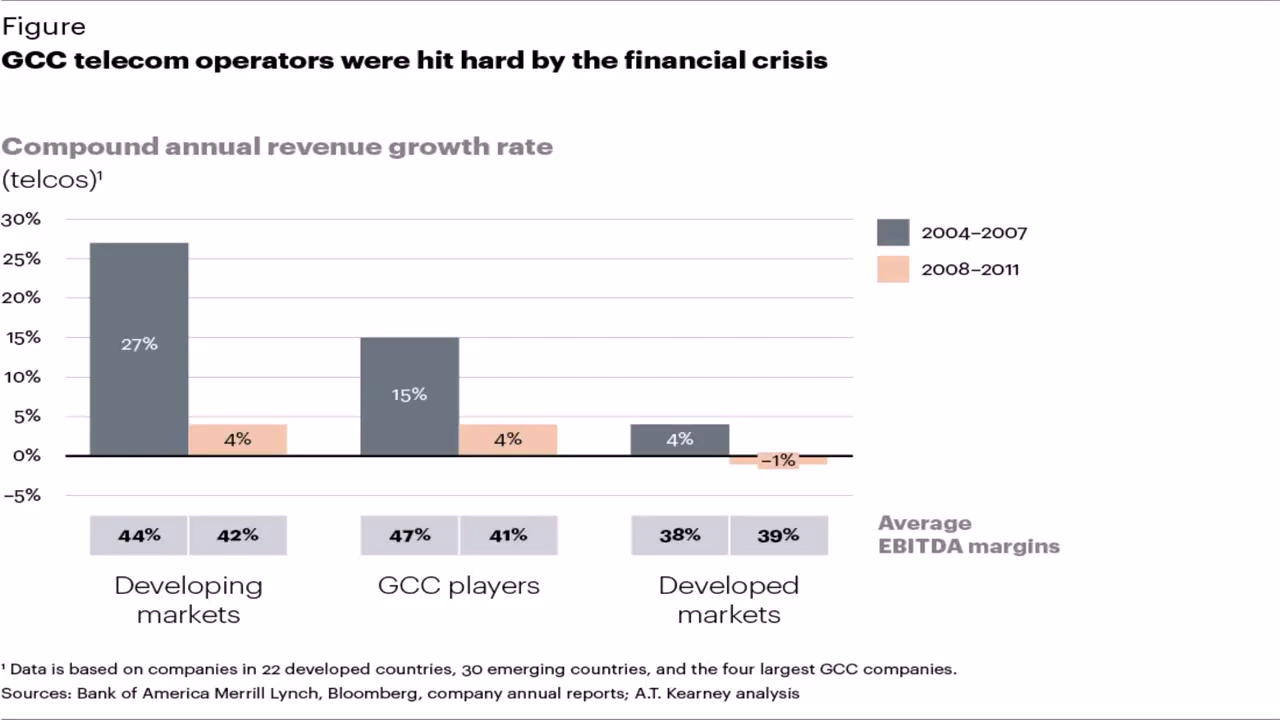 Figure
GCC telecom operators were hit hard by the financial crisis
Compound annual revenue growth rate
(telcos)¹
30%
25%
20%
15%
10%
5%
0%
–5%
27%
4%
15%
4%
4%
–1%
2004–2007
2008–2011
44% 42% 47% 41% 38% 39%
Average
EBITDA margins
Developing
markets
GCC players
Developed
markets
¹ Data is based on companies in 22 developed countries, 30 emerging countries, and the four largest GCC companies.
Sources: Bank of America Merrill Lynch, Bloomberg, company annual reports; A.T. Kearney analysis